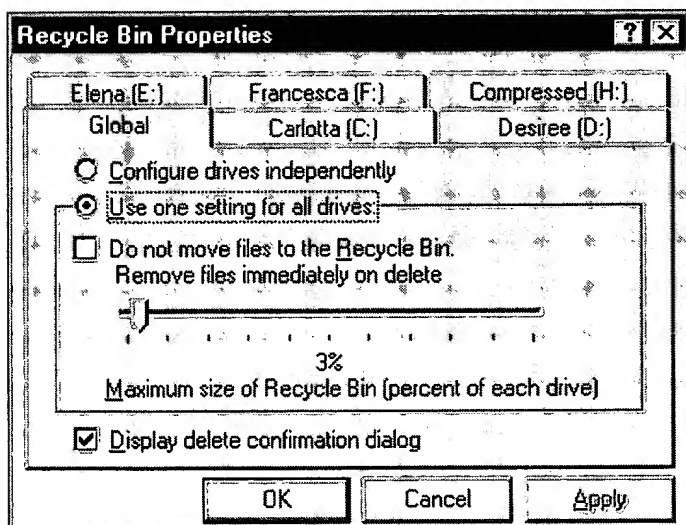 Recycle Bin Properties
Elena (E:) Francesca (F:) Compressed (H:)
Global Carlotta (C:) Desiree (D:)
Configure drives independently
Use one setting for all drives:
Do not move files to the Recycle Bin.
Remove files immediately on delete
3%
Maximum size of Recycle Bin (percent of each drive)
Display delete confirmation dialog
OK Cancel Apply